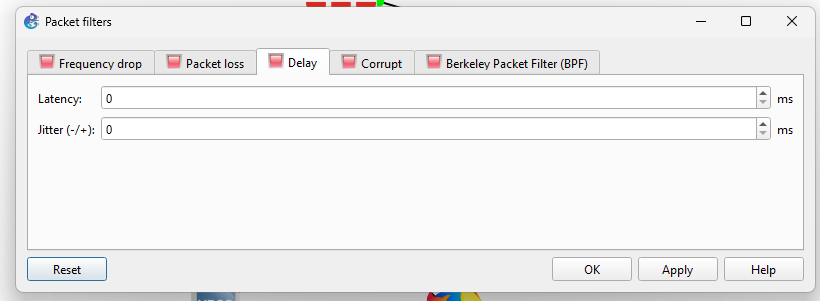 Packet filters
Frequency drop Packet loss Delay Corrupt Berkeley Packet Filter (BPF)
Latency: 0 ms
Jitter (-/+): 0 ms
Reset OK Apply Help